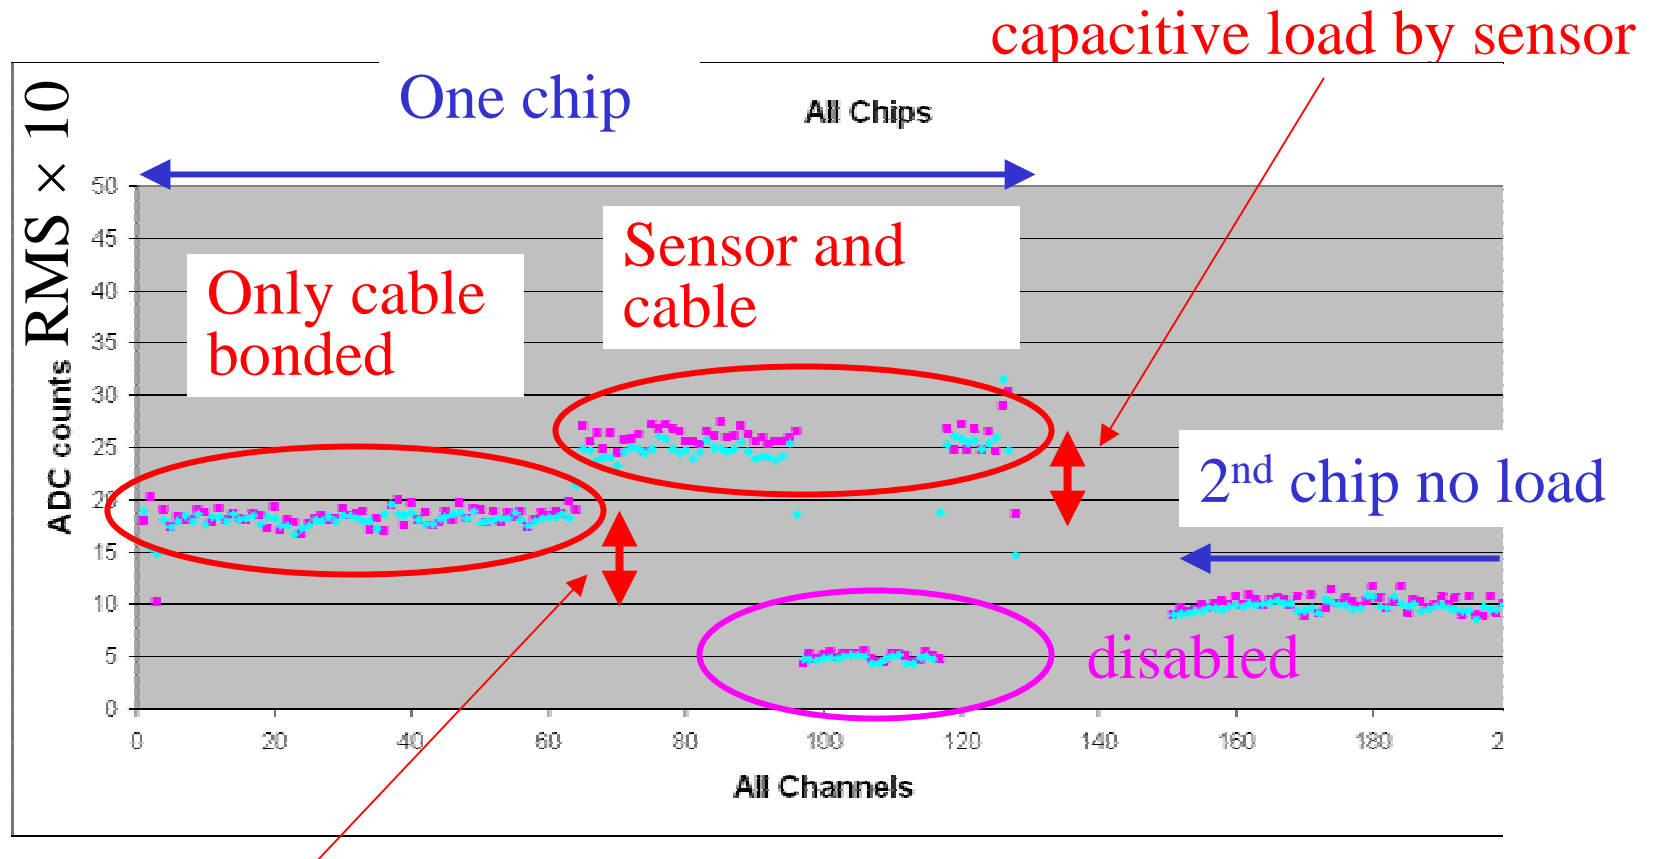 capacitive load by sensor
One chip
All Chips
ADC counts RMS × 10
50
45
40
35
30
25
20
15
10
5
0
Only cable
bonded
Sensor and
cable
2nd chip no load
disabled
0 20 40 60 80 100 120 140 160 180 2
All Channels